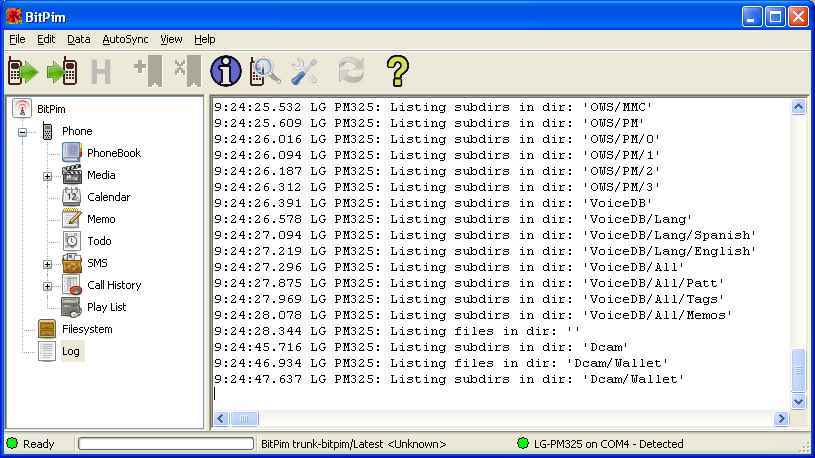 BitPim
File Edit Data AutoSync View Help
BitPim
Phone
PhoneBook
Media
Calendar
Memo
Todo
SMS
Call History
Play List
Filesystem
Log
9:24:25.532 LG PM325: Listing subdirs in dir: 'OWS/MMC'
9:24:25.609 LG PM325: Listing subdirs in dir: 'OWS/PM'
9:24:26.016 LG PM325: Listing subdirs in dir: 'OWS/PM/0'
9:24:26.094 LG PM325: Listing subdirs in dir: 'OWS/PM/1'
9:24:26.187 LG PM325: Listing subdirs in dir: 'OWS/PM/2'
9:24:26.312 LG PM325: Listing subdirs in dir: 'OWS/PM/3'
9:24:26.391 LG PM325: Listing subdirs in dir: 'VoiceDB'
9:24:26.578 LG PM325: Listing subdirs in dir: 'VoiceDB/Lang'
9:24:27.094 LG PM325: Listing subdirs in dir: 'VoiceDB/Lang/Spanish'
9:24:27.219 LG PM325: Listing subdirs in dir: 'VoiceDB/Lang/English'
9:24:27.296 LG PM325: Listing subdirs in dir: 'VoiceDB/All'
9:24:27.875 LG PM325: Listing subdirs in dir: 'VoiceDB/All/Patt'
9:24:27.969 LG PM325: Listing subdirs in dir: 'VoiceDB/All/Tags'
9:24:28.078 LG PM325: Listing subdirs in dir: 'VoiceDB/All/Memos'
9:24:28.344 LG PM325: Listing files in dir: ''
9:24:45.716 LG PM325: Listing subdirs in dir: 'Dcam'
9:24:46.934 LG PM325: Listing files in dir: 'Dcam/Wallet'
9:24:47.637 LG PM325: Listing subdirs in dir: 'Dcam/Wallet'
Ready
BitPim trunk-bitpim/Latest <Unknown>
LG-PM325 on COM4 - Detected